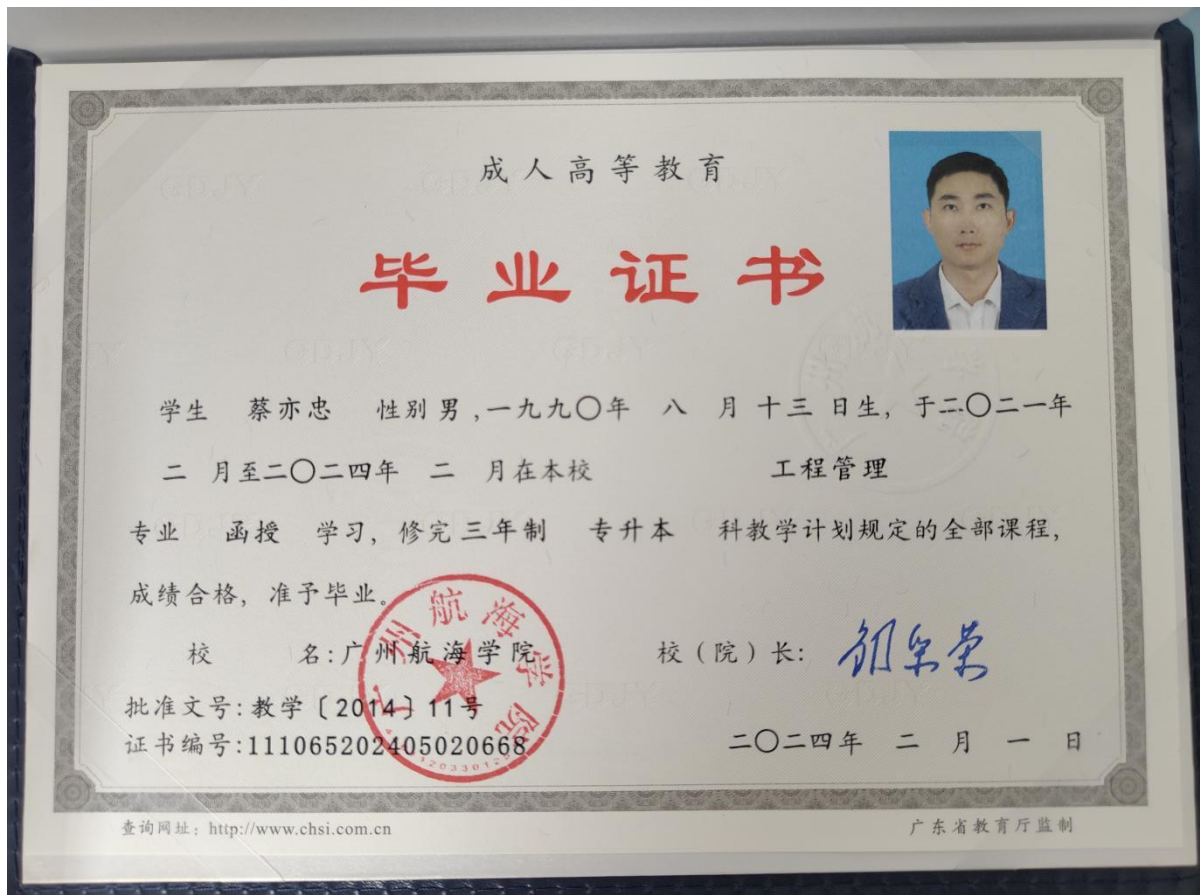 成人高等教育
毕业证书
学生 蔡亦忠 性别 男 ,一九九〇年 八 月 十三 日生, 于二〇二一年
二 月至二〇二四年 二 月在本校 工程管理
专业 函授 学习, 修完 三年制 专升本 科教学计划规定的全部课程,
成绩合格, 准予毕业。
校 名:广州航海学院 校(院)长:
批准文号:教学〔2014〕11号
证书编号:111065202405020668 二〇二四年 二 月 一 日
广州航海学院
查询网址: http://www.chsi.com.cn 广东省教育厅监制